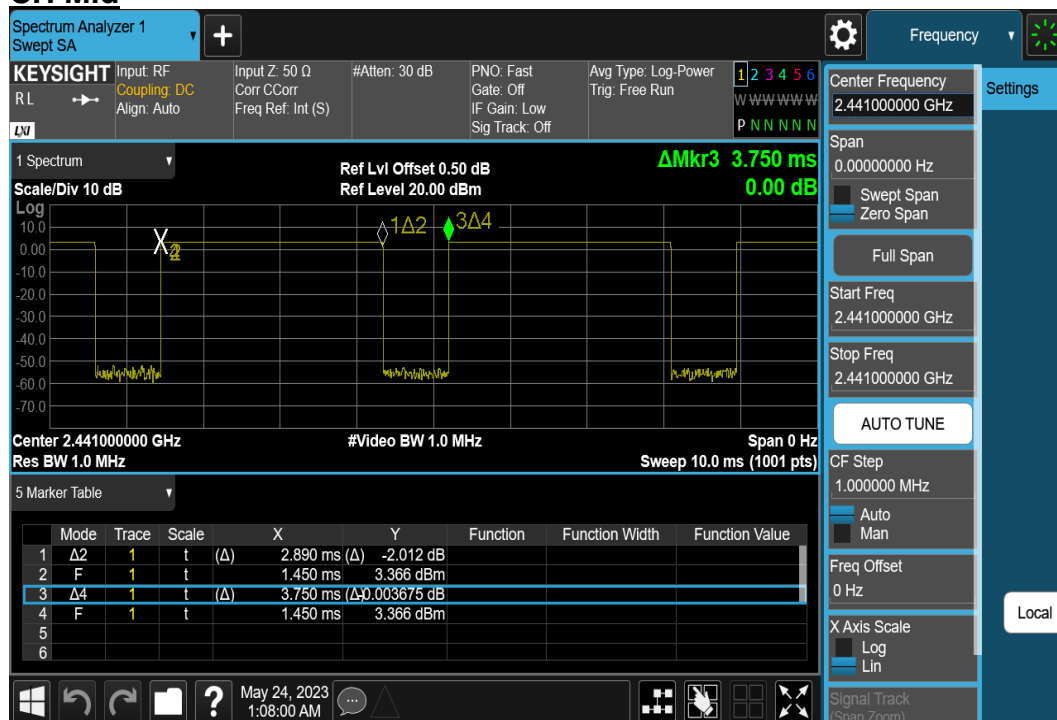 CH Mid
Spectrum Analyzer 1
Swept SA
Frequency
KEYSIGHT
RL
LXI
Input: RF
Coupling: DC
Align: Auto
Input Z: 50 Ω
Corr CCorr
Freq Ref: Int (S)
#Atten: 30 dB
PNO: Fast
Gate: Off
IF Gain: Low
Sig Track: Off
Avg Type: Log-Power
Trig: Free Run
1 2 3 4 5 6
W W W W W W
P N N N N N
1 Spectrum
Scale/Div 10 dB
Log
Ref Lvl Offset 0.50 dB
Ref Level 20.00 dBm
ΔMkr3 3.750 ms
0.00 dB
10.0
0.00
-10.0
-20.0
-30.0
-40.0
-50.0
-60.0
-70.0
1Δ2
3Δ4
Center 2.441000000 GHz
#Video BW 1.0 MHz
Span 0 Hz
Res BW 1.0 MHz
Sweep 10.0 ms (1001 pts)
5 Marker Table
Mode Trace Scale X Y Function Function Width Function Value
1 Δ2 1 t (Δ) 2.890 ms (Δ) -2.012 dB
2 F 1 t 1.450 ms 3.366 dBm
3 Δ4 1 t (Δ) 3.750 ms (Δ)-0.003675 dB
4 F 1 t 1.450 ms 3.366 dBm
5
6
May 24, 2023
1:08:00 AM
Center Frequency
2.441000000 GHz
Span
0.00000000 Hz
Swept Span
Zero Span
Full Span
Start Freq
2.441000000 GHz
Stop Freq
2.441000000 GHz
AUTO TUNE
CF Step
1.000000 MHz
Auto
Man
Freq Offset
0 Hz
X Axis Scale
Log
Lin
Signal Track
(Span Zoom)
Settings
Local